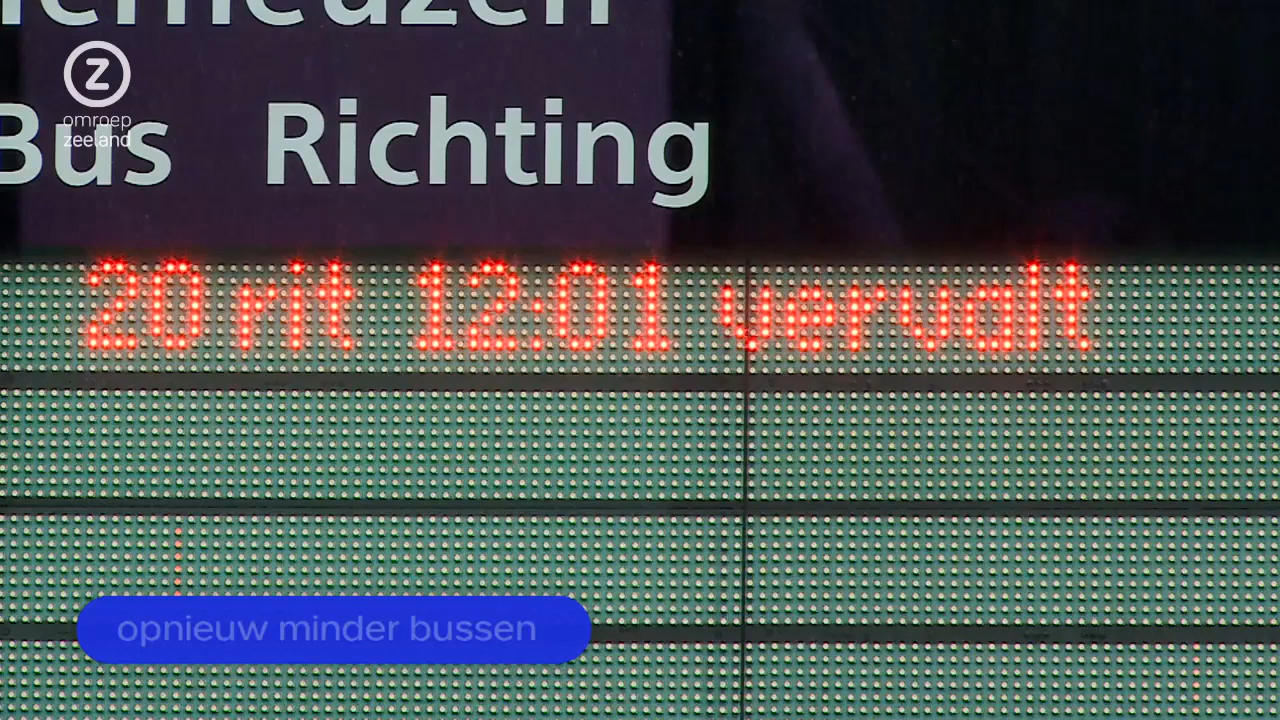 omroep
zeeland
Bus Richting
20 rit 12:01 vervalt
opnieuw minder bussen